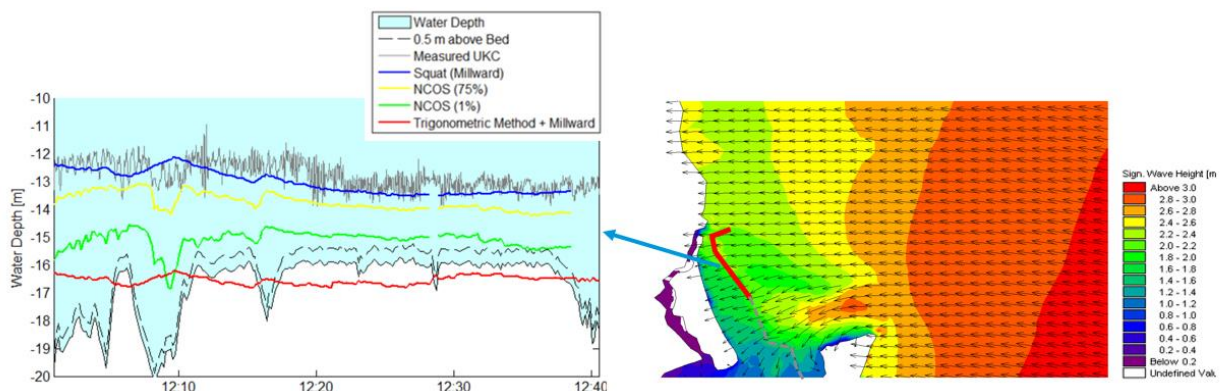 Water Depth
0.5 m above Bed
Measured UKC
Squat (Millward)
NCOS (75%)
NCOS (1%)
Trigonometric Method + Millward
-10
-11
-12
-13
-14
-15
-16
-17
-18
-19
-20
Water Depth [m]
12:10
12:20
12:30
12:40
Sign. Wave Height [m
Above 3.0
2.8 - 3.0
2.6 - 2.8
2.4 - 2.6
2.2 - 2.4
2.0 - 2.2
1.8 - 2.0
1.6 - 1.8
1.4 - 1.6
1.2 - 1.4
1.0 - 1.2
0.8 - 1.0
0.6 - 0.8
0.4 - 0.6
0.2 - 0.4
Below 0.2
Undefined Valu